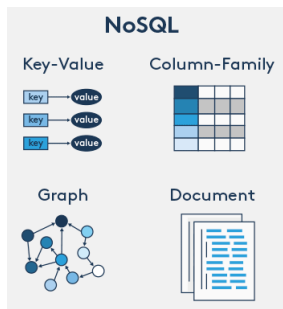 NoSQL
Key-Value
Column-Family
key
value
key
value
key
value
Graph
Document